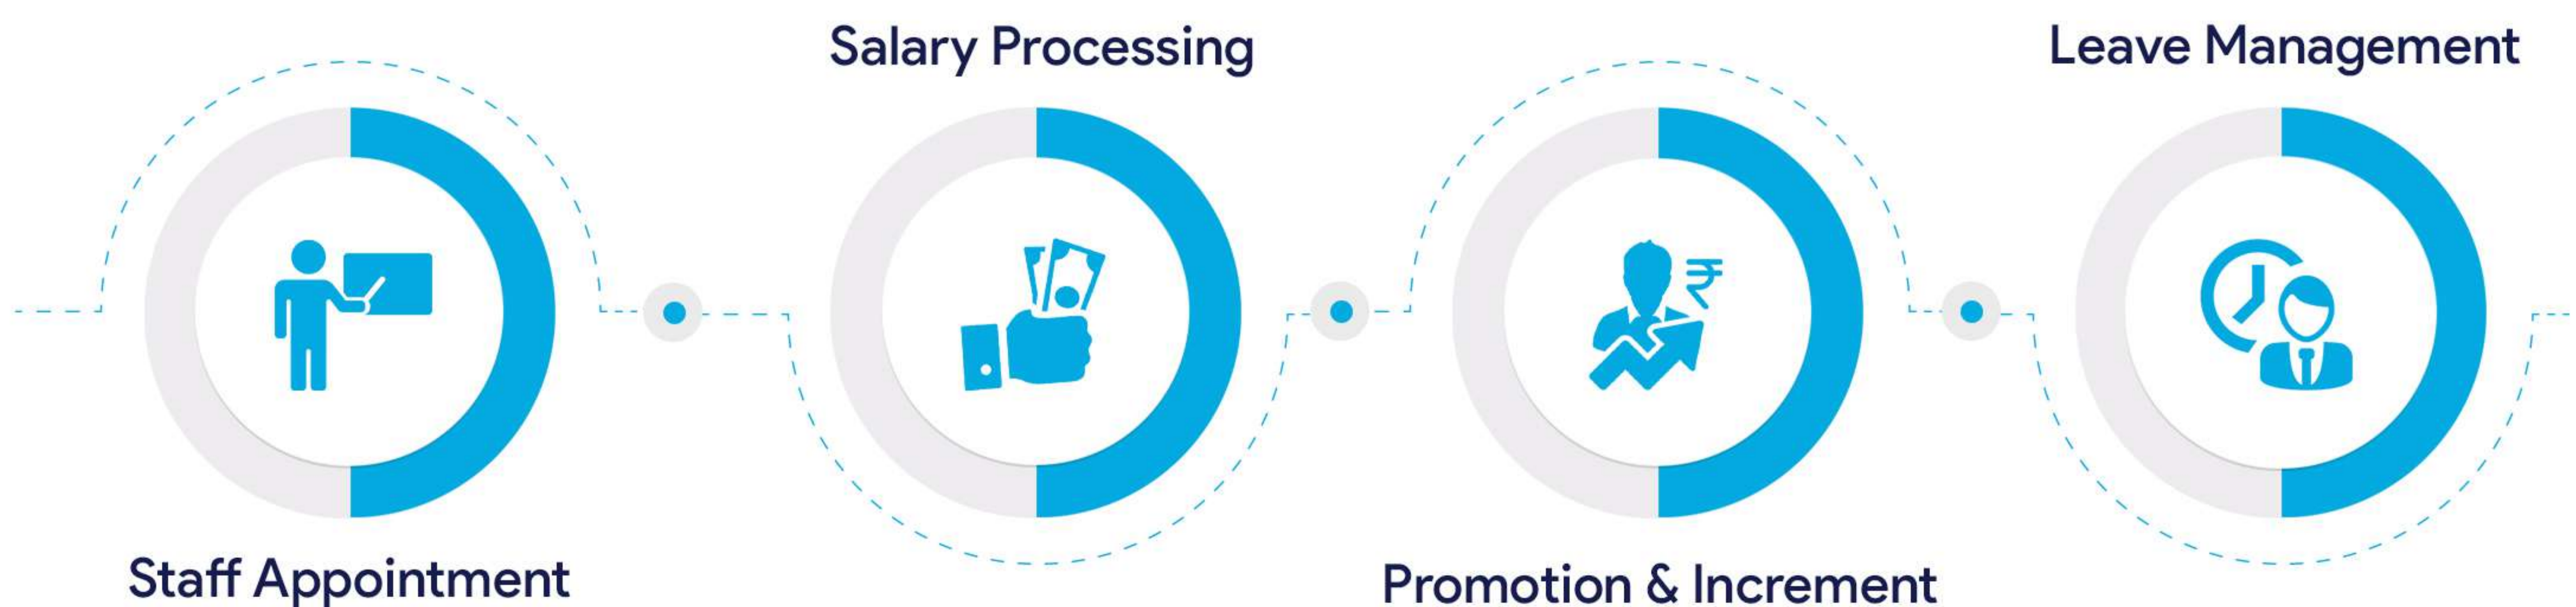 Staff Appointment
Salary Processing
Promotion & Increment
Leave Management